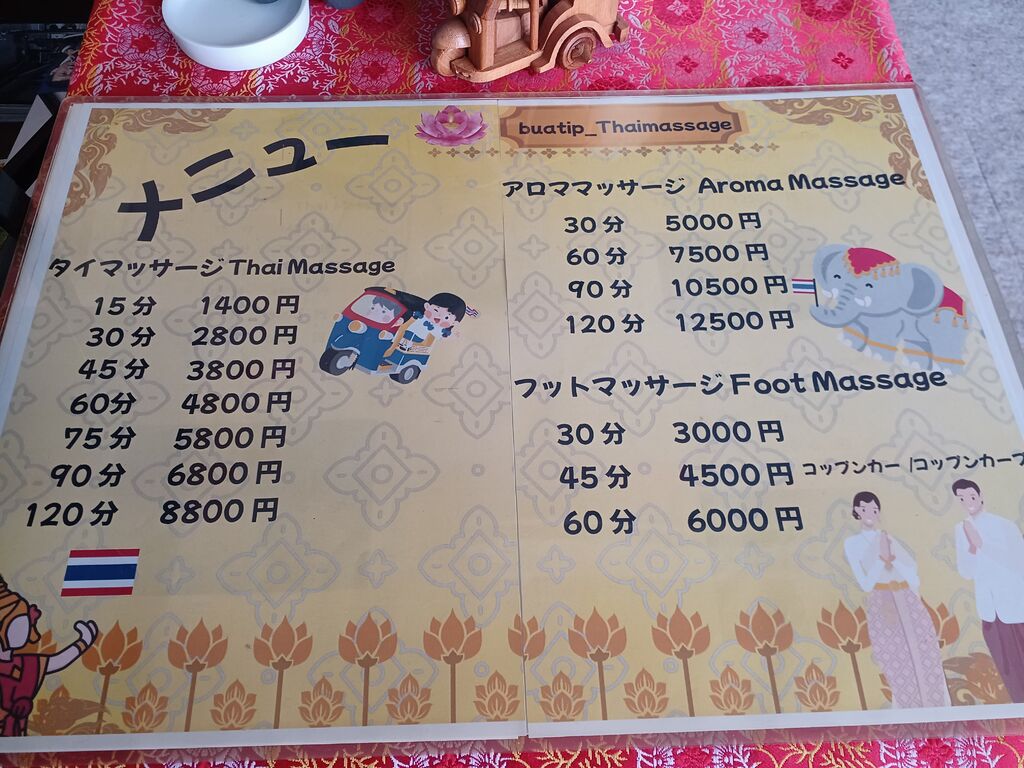 メニュー
タイマッサージ Thai Massage
15分 1400円
30分 2800円
45分 3800円
60分 4800円
75分 5800円
90分 6800円
120分 8800円
buatip_Thaimassage
アロママッサージ Aroma Massage
30分 5000円
60分 7500円
90分 10500円
120分 12500円
フットマッサージ Foot Massage
30分 3000円
45分 4500円
60分 6000円
コップンカー /コップンカープ